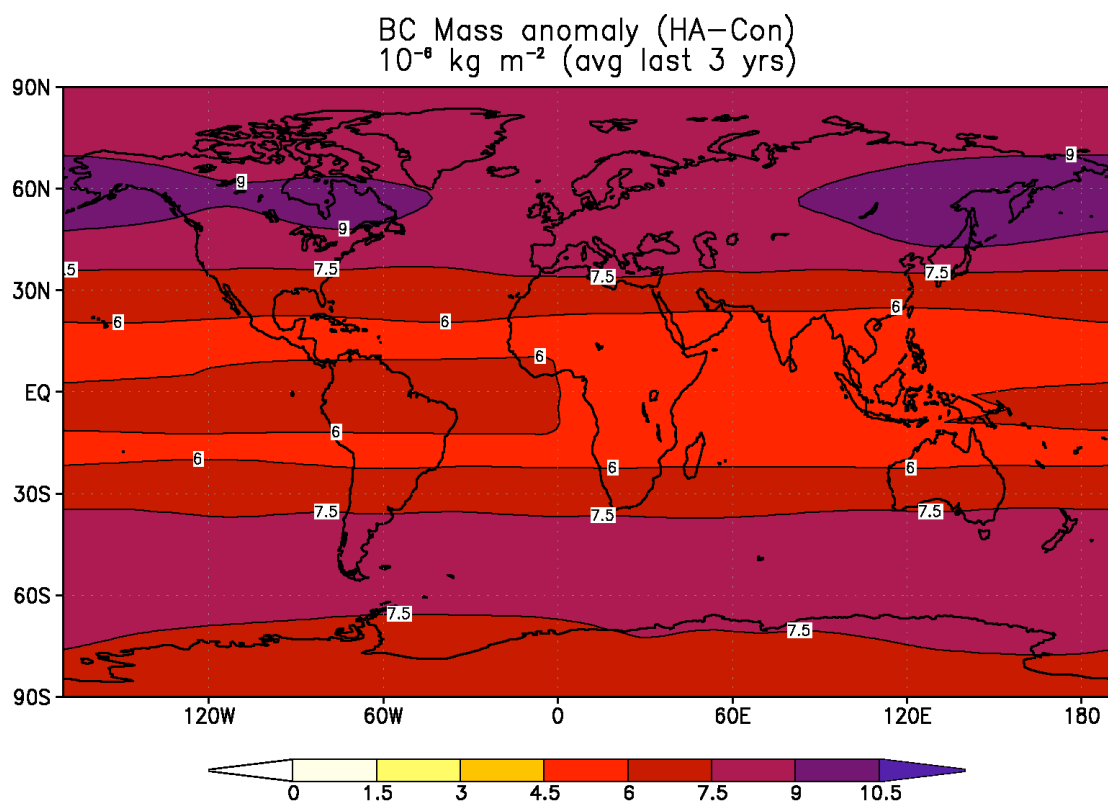 BC Mass anomaly (HA-Con)
10⁻⁶ kg m⁻² (avg last 3 yrs)
90N
9
60N
9
9
7.5
7.5
7.5
.5
30N
6
6
6
6
EQ
6
6
6
6
30S
7.5
7.5
7.5
60S
7.5
7.5
90S
120W 60W 0 60E 120E 180
0 1.5 3 4.5 6 7.5 9 10.5